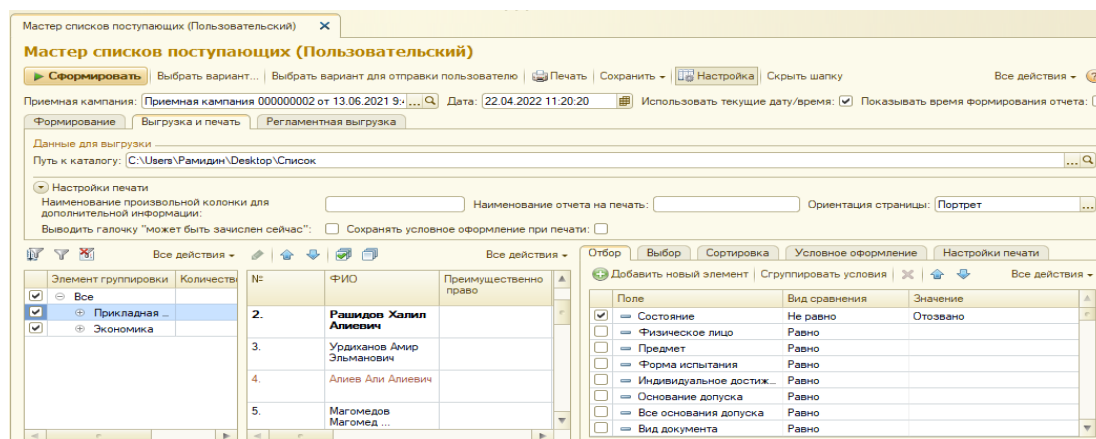 Мастер списков поступающих (Пользовательский) ×
Мастер списков поступающих (Пользовательский)
Сформировать Выбрать вариант... Выбрать вариант для отправки пользователю Печать Сохранить Настройка Скрыть шапку Все действия
Приемная кампания: Приемная кампания 000000002 от 13.06.2021 9:4 ... Дата: 22.04.2022 11:20:20 Использовать текущие дату/время: Показывать время формирования отчета:
Формирование Выгрузка и печать Регламентная выгрузка
Данные для выгрузки
Путь к каталогу: C:\Users\Рамидин\Desktop\Список ...
Настройки печати
Наименование произвольной колонки для
дополнительной информации:
Наименование отчета на печать: Ориентация страницы: Портрет ...
Выводить галочку "может быть зачислен сейчас": Сохранять условное оформление при печати:
Все действия Все действия Отбор Выбор Сортировка Условное оформление Настройки печати
Добавить новый элемент Сгруппировать условия Все действия
Элемент группировки Количеств
Все
Прикладная ...
Экономика
№ ФИО Преимущественно
право
2. Рашидов Халил
Алиевич
3. Урдиханов Амир
Эльманович
4. Алиев Али Алиевич
5. Магомедов
Магомед ...
Поле Вид сравнения Значение
Состояние Не равно Отозвано
Физическое лицо Равно
Предмет Равно
Форма испытания Равно
Индивидуальное достиж... Равно
Основание допуска Равно
Все основания допуска Равно
Вид документа Равно